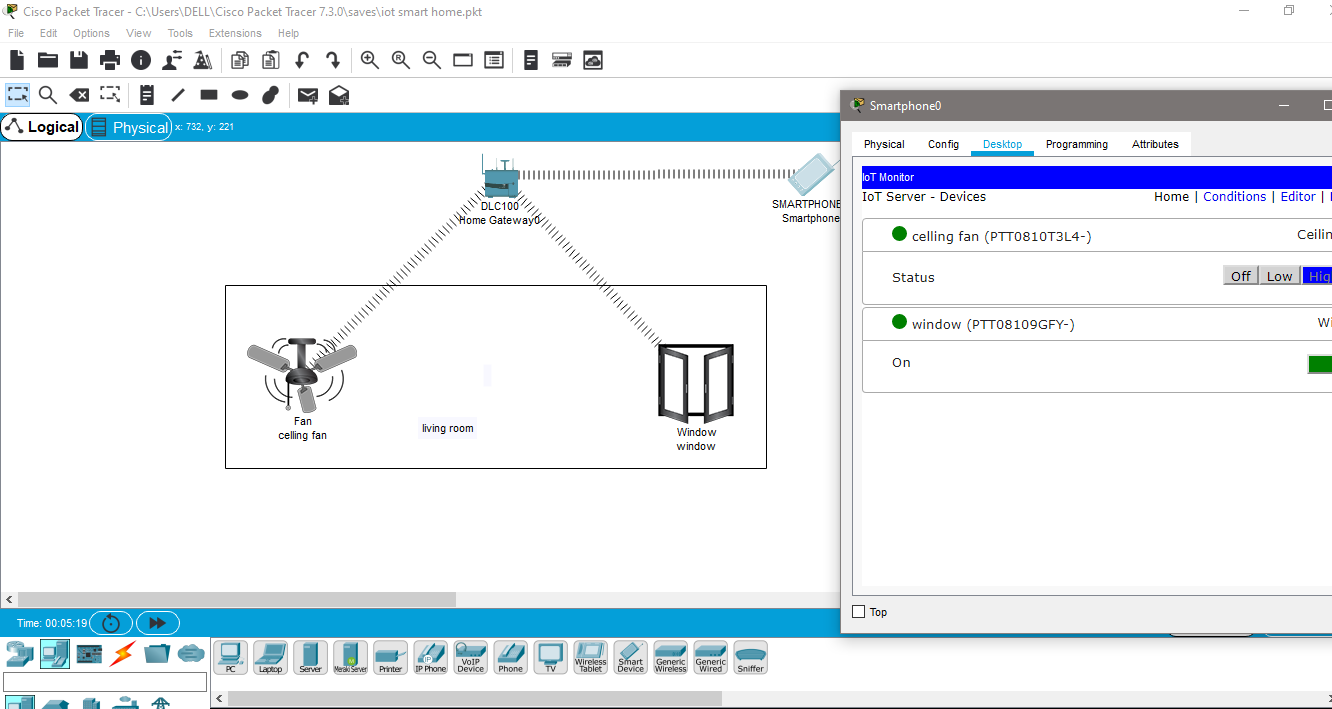 Cisco Packet Tracer - C:\Users\DELL\Cisco Packet Tracer 7.3.0\saves\iot smart home.pkt
File Edit Options View Tools Extensions Help
Logical Physical x: 732, y: 221
DLC100
Home Gateway0
SMARTPHONE
Smartphone
Fan
celling fan
living room
Window
window
Smartphone0
Physical Config Desktop Programming Attributes
IoT Monitor
IoT Server - Devices Home | Conditions | Editor |
celling fan (PTT0810T3L4-) Ceilin
Status Off Low Hig
window (PTT08109GFY-) Wi
On
Top
Time: 00:05:19
PC Laptop Server Meraki Server Printer IP Phone VoIP Device Phone TV Wireless Tablet Smart Device Generic Wireless Generic Wired Sniffer